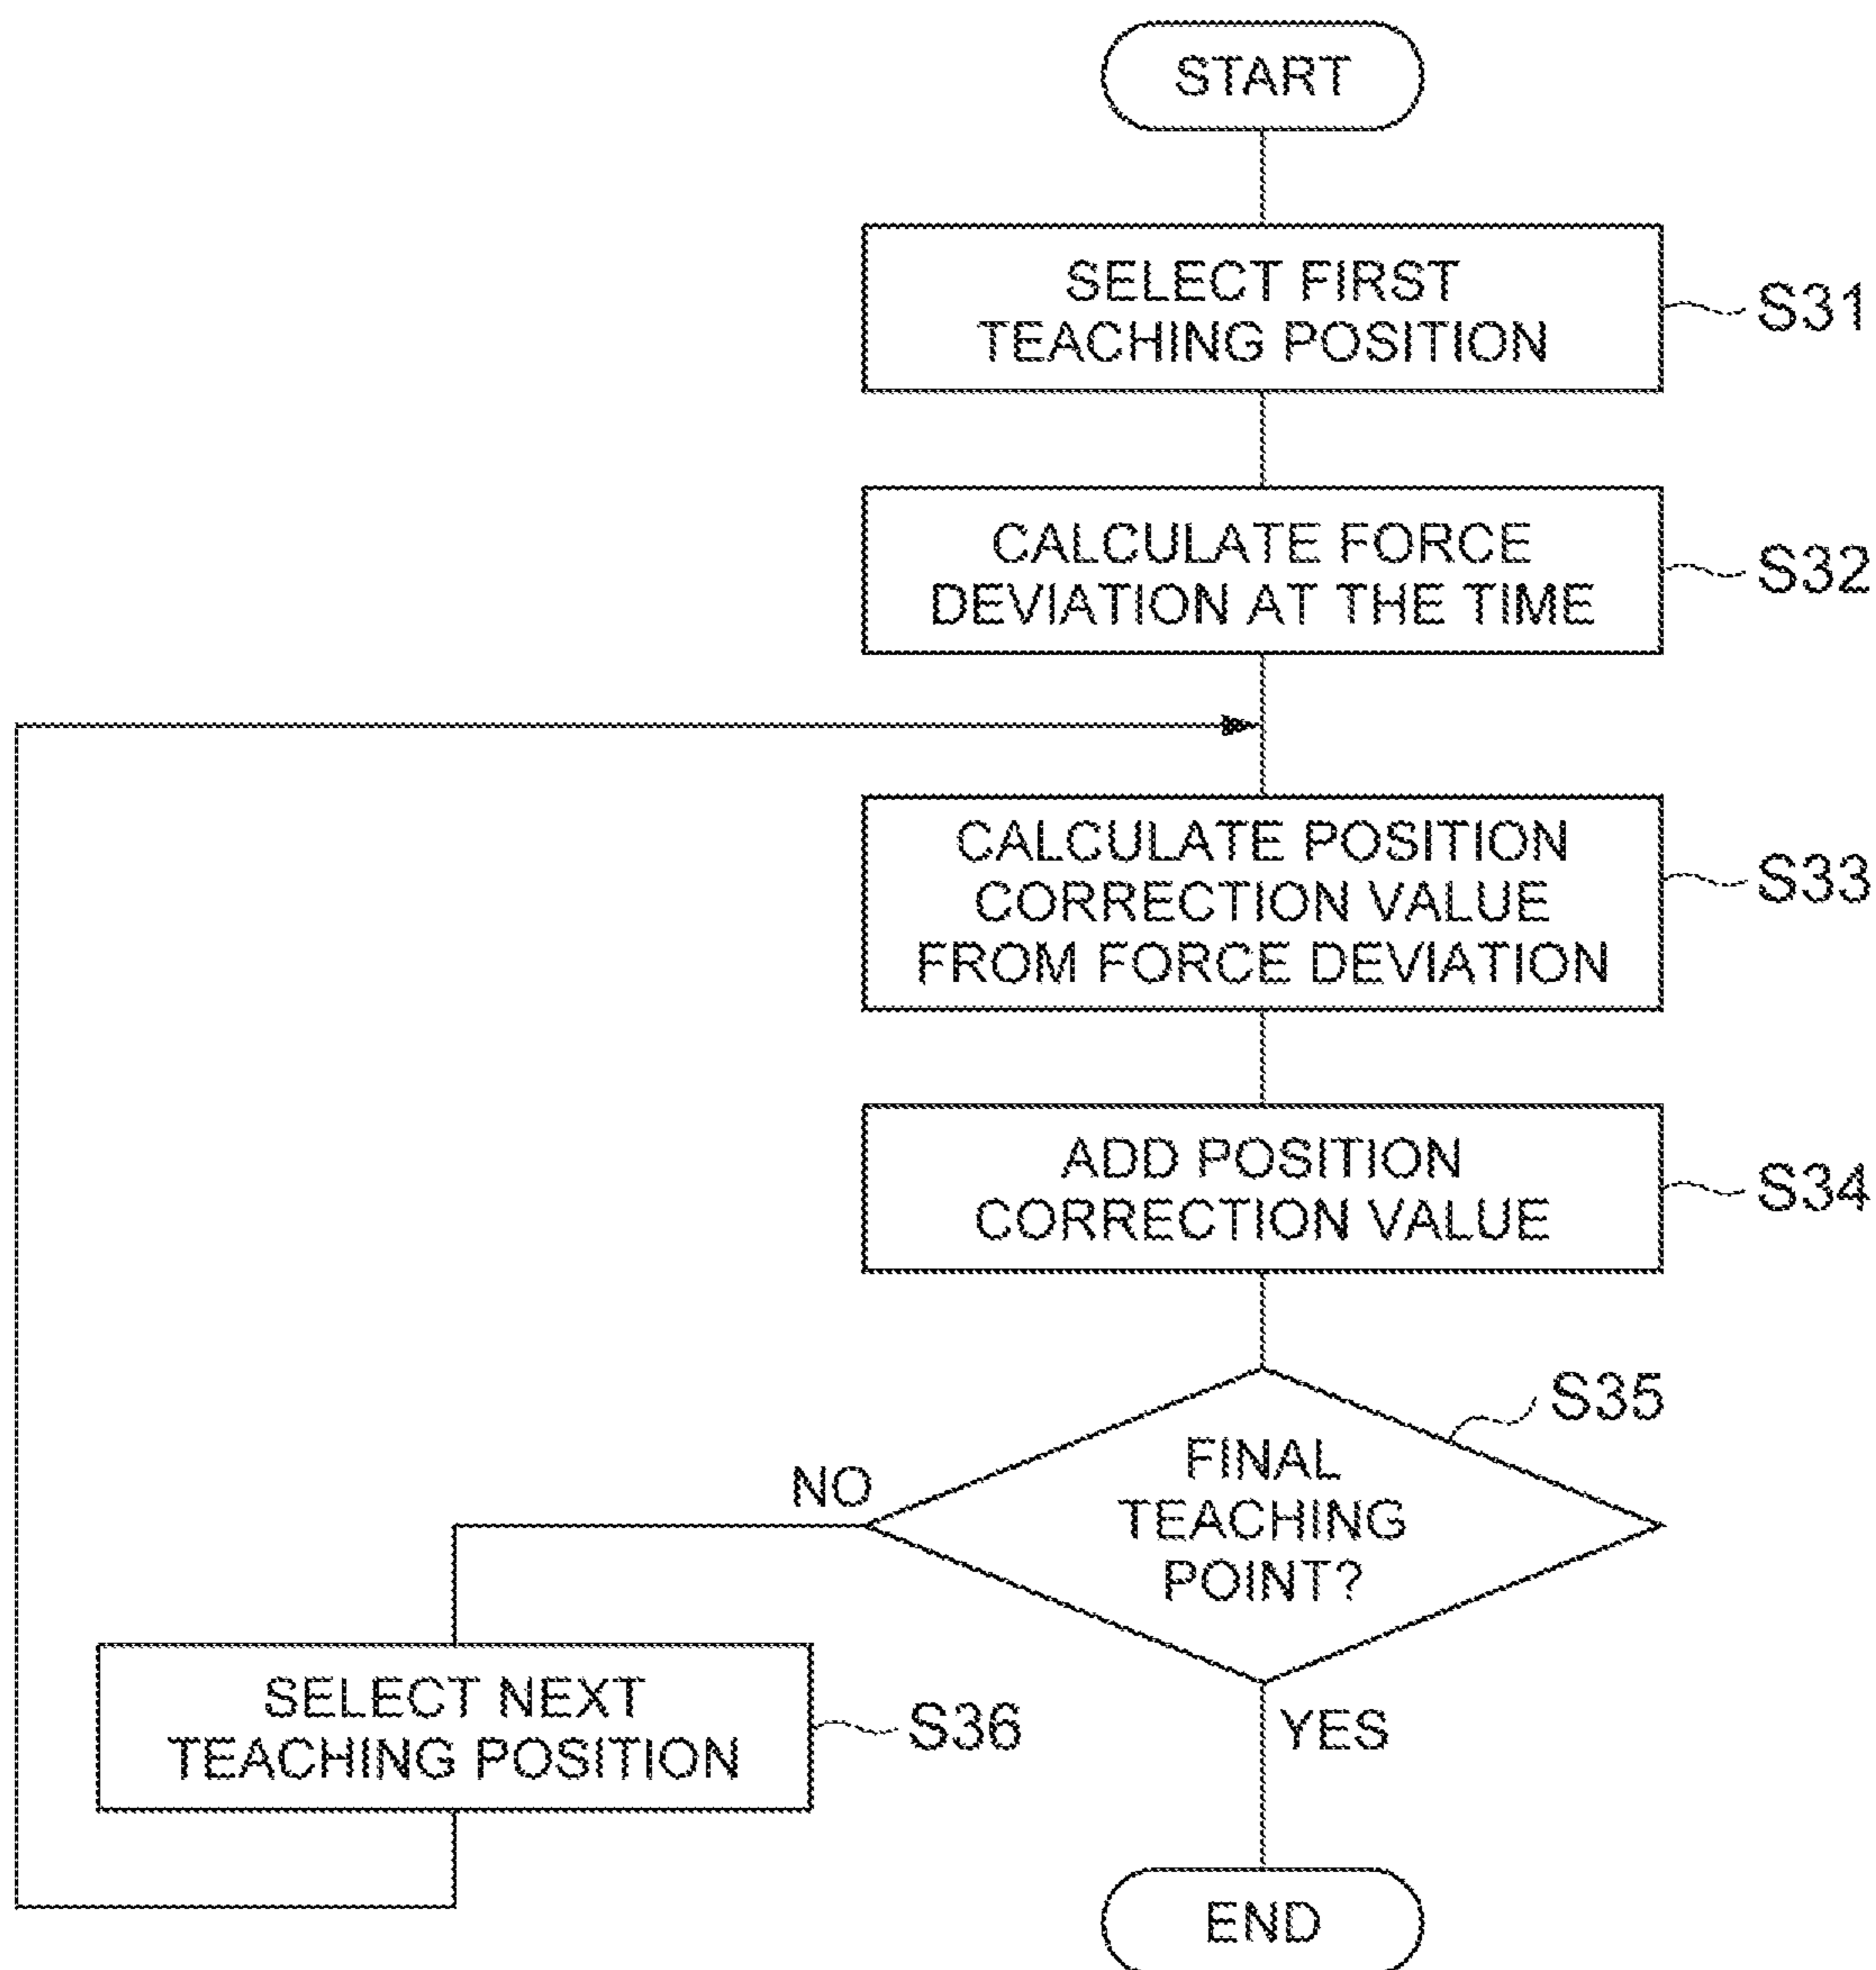 START
SELECT FIRST
TEACHING POSITION
S31
CALCULATE FORCE
DEVIATION AT THE TIME
S32
CALCULATE POSITION
CORRECTION VALUE
FROM FORCE DEVIATION
S33
ADD POSITION
CORRECTION VALUE
S34
FINAL
TEACHING
POINT?
S35
NO
SELECT NEXT
TEACHING POSITION
S36
YES
END